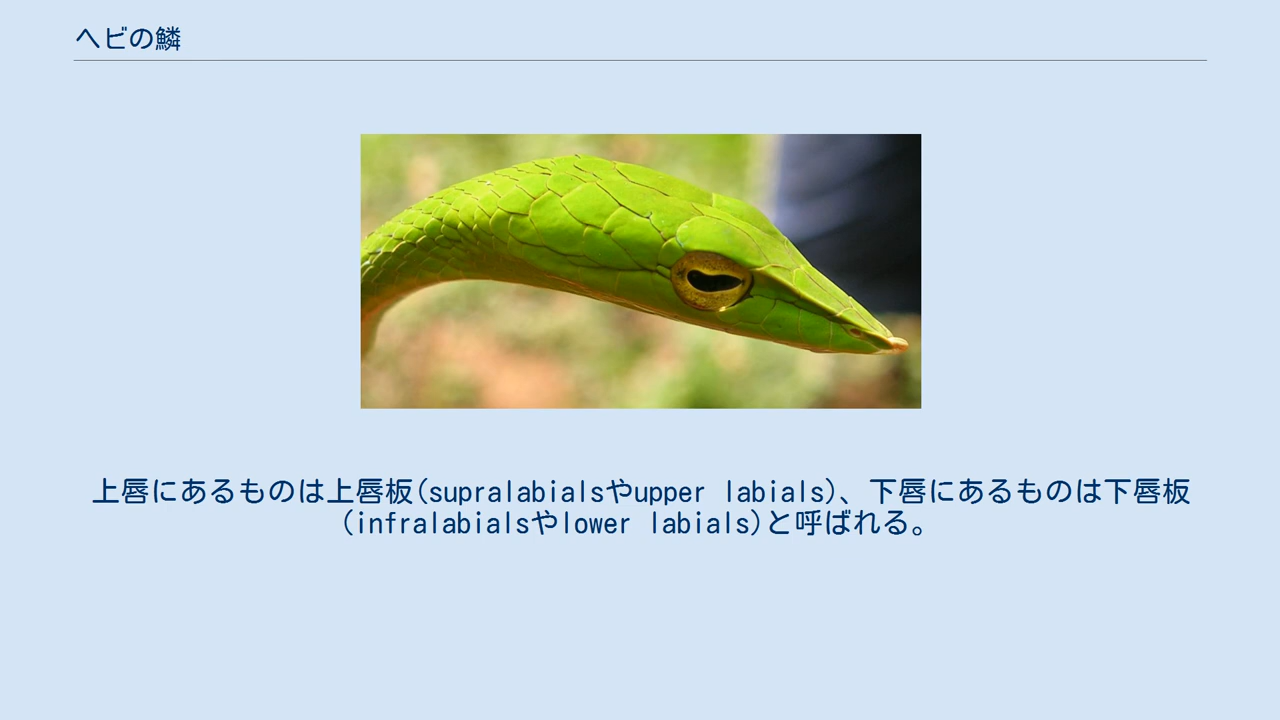 ヘビの鱗
上唇にあるものは上唇板(supralabialsやupper labials)、下唇にあるものは下唇板
(infralabialsやlower labials)と呼ばれる。